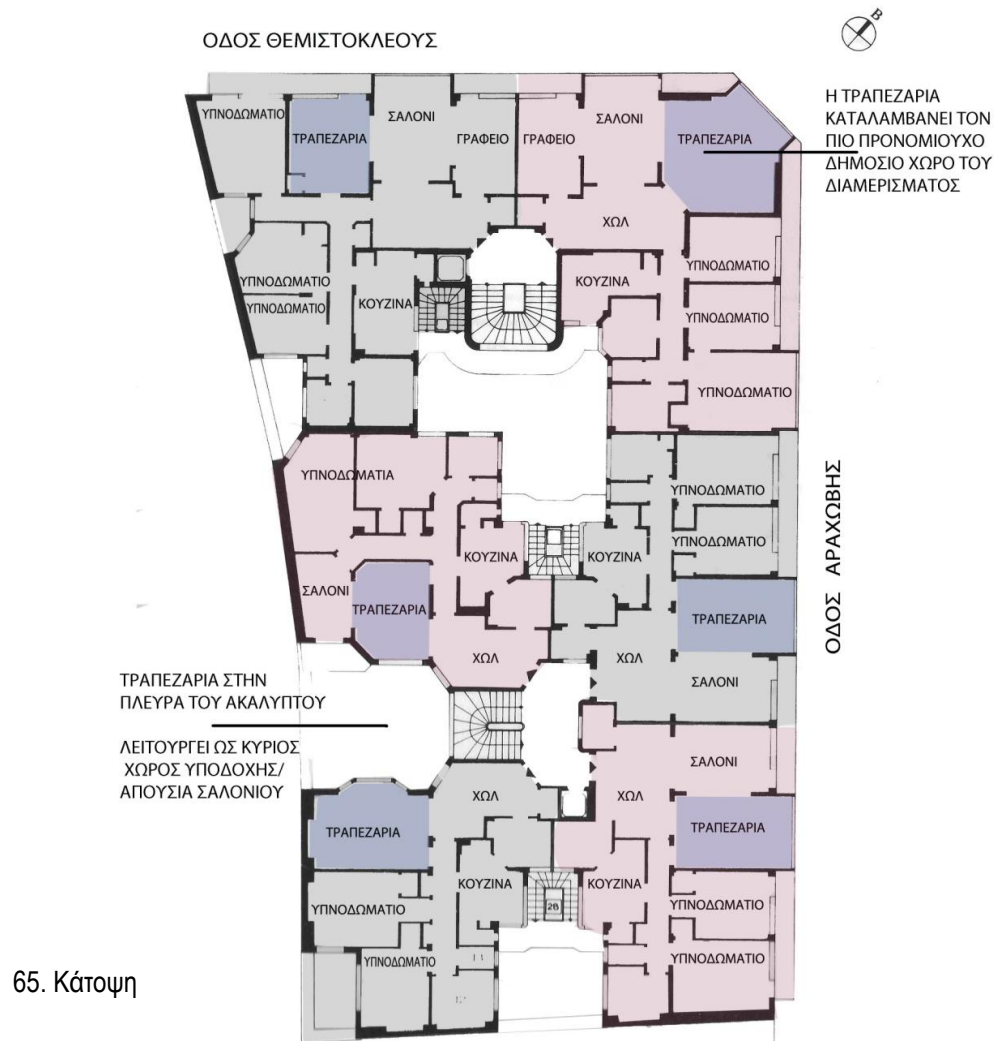 ΟΔΟΣ ΘΕΜΙΣΤΟΚΛΕΟΥΣ
Β
Η ΤΡΑΠΕΖΑΡΙΑ
ΚΑΤΑΛΑΜΒΑΝΕΙ ΤΟΝ
ΠΙΟ ΠΡΟΝΟΜΙΟΥΧΟ
ΔΗΜΟΣΙΟ ΧΩΡΟ ΤΟΥ
ΔΙΑΜΕΡΙΣΜΑΤΟΣ
ΥΠΝΟΔΩΜΑΤΙΟ
ΤΡΑΠΕΖΑΡΙΑ
ΣΑΛΟΝΙ
ΓΡΑΦΕΙΟ
ΓΡΑΦΕΙΟ
ΣΑΛΟΝΙ
ΤΡΑΠΕΖΑΡΙΑ
ΧΩΛ
ΥΠΝΟΔΩΜΑΤΙΟ
ΥΠΝΟΔΩΜΑΤΙΟ
ΚΟΥΖΙΝΑ
ΚΟΥΖΙΝΑ
ΥΠΝΟΔΩΜΑΤΙΟ
ΥΠΝΟΔΩΜΑΤΙΟ
ΥΠΝΟΔΩΜΑΤΙΟ
ΥΠΝΟΔΩΜΑΤΙΑ
ΥΠΝΟΔΩΜΑΤΙΟ
ΟΔΟΣ ΑΡΑΧΩΒΗΣ
ΥΠΝΟΔΩΜΑΤΙΟ
ΚΟΥΖΙΝΑ
ΚΟΥΖΙΝΑ
ΣΑΛΟΝΙ
ΤΡΑΠΕΖΑΡΙΑ
ΤΡΑΠΕΖΑΡΙΑ
ΧΩΛ
ΧΩΛ
ΣΑΛΟΝΙ
ΤΡΑΠΕΖΑΡΙΑ ΣΤΗΝ
ΠΛΕΥΡΑ ΤΟΥ ΑΚΑΛΥΠΤΟΥ
ΛΕΙΤΟΥΡΓΕΙ ΩΣ ΚΥΡΙΟΣ
ΧΩΡΟΣ ΥΠΟΔΟΧΗΣ/
ΑΠΟΥΣΙΑ ΣΑΛΟΝΙΟΥ
ΣΑΛΟΝΙ
ΧΩΛ
ΧΩΛ
ΤΡΑΠΕΖΑΡΙΑ
ΤΡΑΠΕΖΑΡΙΑ
ΚΟΥΖΙΝΑ
ΚΟΥΖΙΝΑ
ΥΠΝΟΔΩΜΑΤΙΟ
2Β
ΥΠΝΟΔΩΜΑΤΙΟ
ΥΠΝΟΔΩΜΑΤΙΟ
ΥΠΝΟΔΩΜΑΤΙΟ
65. Κάτοψη